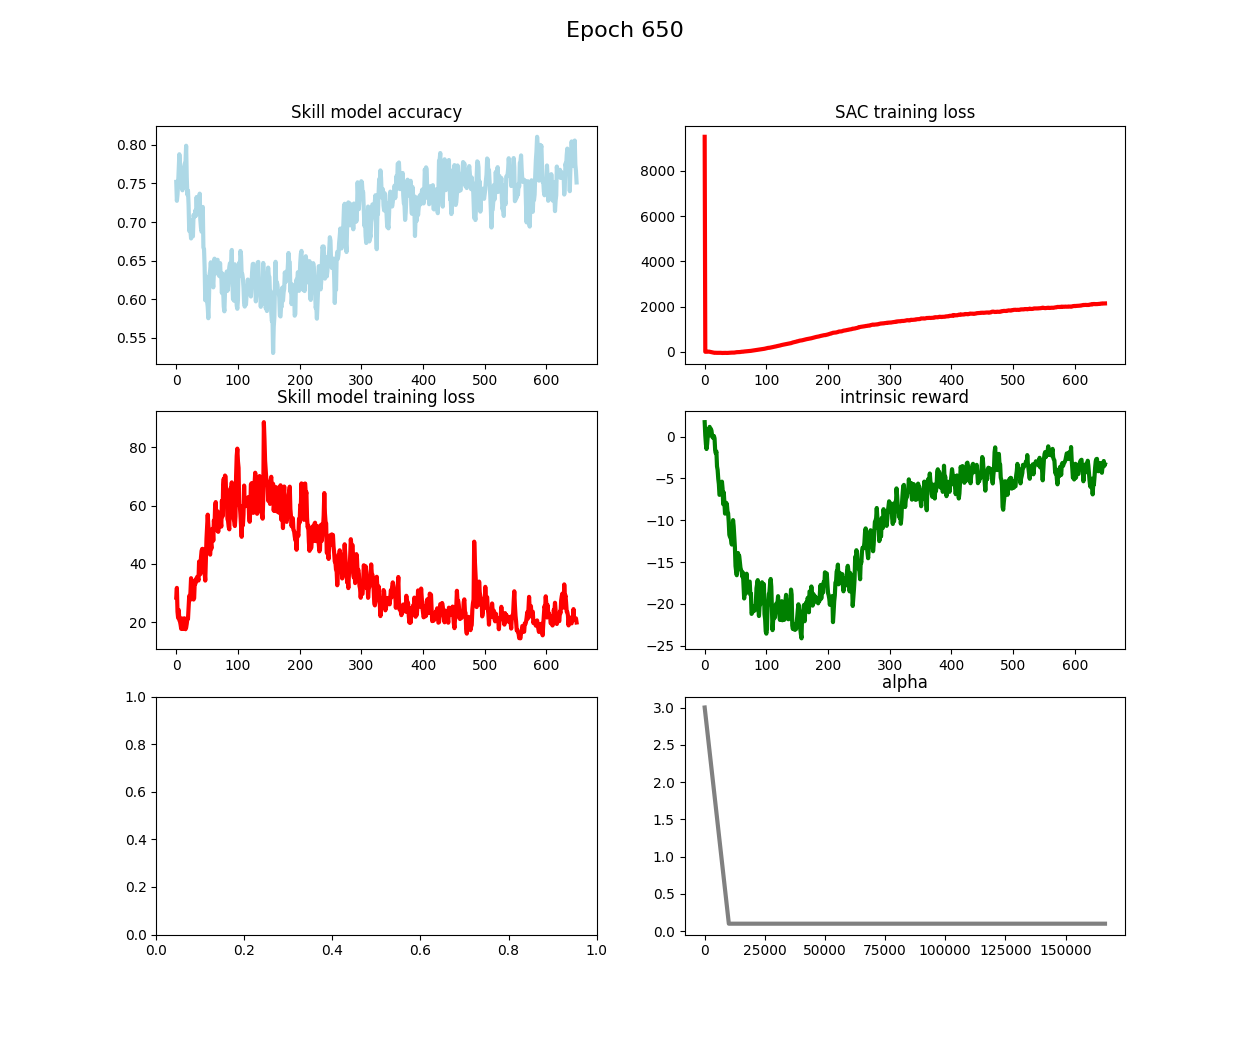 Epoch 650
Skill model accuracy
0.80
0.75
0.70
0.65
0.60
0.55
0 100 200 300 400 500 600
SAC training loss
8000
6000
4000
2000
0
0 100 200 300 400 500 600
Skill model training loss
80
60
40
20
0 100 200 300 400 500 600
intrinsic reward
0
−5
−10
−15
−20
−25
0 100 200 300 400 500 600
1.0
0.8
0.6
0.4
0.2
0.0
0.0 0.2 0.4 0.6 0.8 1.0
alpha
3.0
2.5
2.0
1.5
1.0
0.5
0.0
0 25000 50000 75000 100000 125000 150000